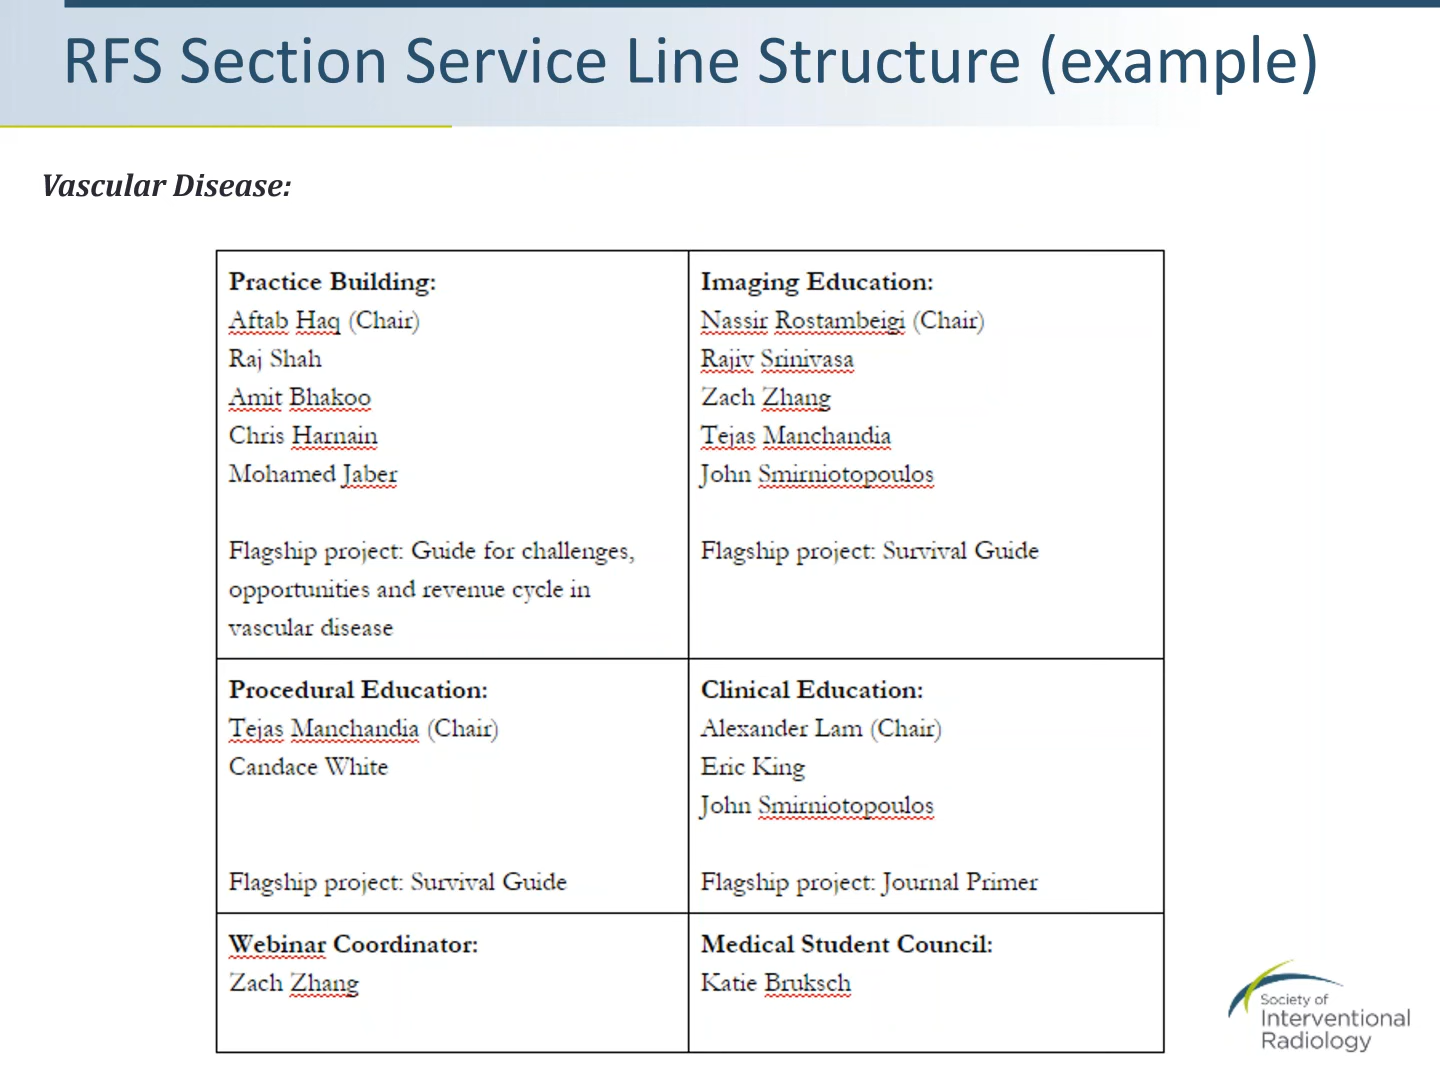 RFS Section Service Line Structure (example)
Vascular Disease:
Practice Building:
Aftab Haq (Chair)
Raj Shah
Amit Bhakoo
Chris Harnain
Mohamed Jaber
Flagship project: Guide for challenges,
opportunities and revenue cycle in
vascular disease
Imaging Education:
Nassir Rostambeigi (Chair)
Rajiv Srinivasa
Zach Zhang
Tejas Manchandia
John Smirniotopoulos
Flagship project: Survival Guide
Procedural Education:
Tejas Manchandia (Chair)
Candace White
Flagship project: Survival Guide
Clinical Education:
Alexander Lam (Chair)
Eric King
John Smirniotopoulos
Flagship project: Journal Primer
Webinar Coordinator:
Zach Zhang
Medical Student Council:
Katie Bruksch
Society of
Interventional
Radiology